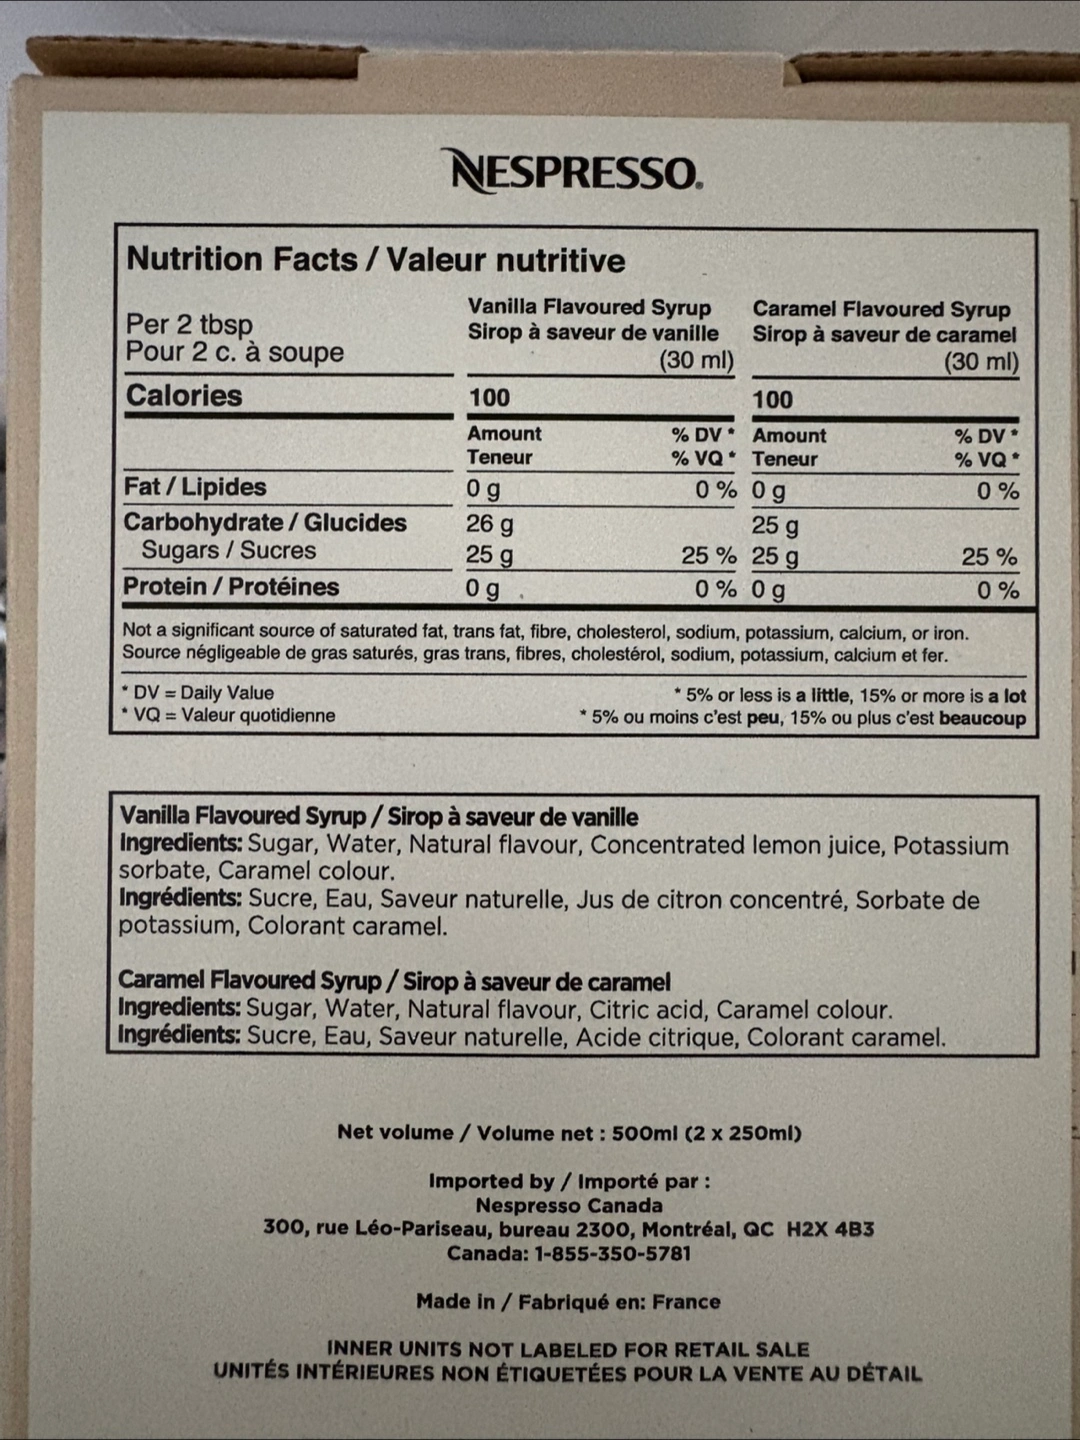 NESPRESSO.
Nutrition Facts / Valeur nutritive
Per 2 tbsp
Pour 2 c. à soupe
Vanilla Flavoured Syrup
Sirop à saveur de vanille
(30 ml)
Caramel Flavoured Syrup
Sirop à saveur de caramel
(30 ml)
Calories 100 100
Amount % DV * Amount % DV *
Teneur % VQ * Teneur % VQ *
Fat / Lipides 0 g 0 % 0 g 0 %
Carbohydrate / Glucides 26 g 25 g
Sugars / Sucres 25 g 25 % 25 g 25 %
Protein / Protéines 0 g 0 % 0 g 0 %
Not a significant source of saturated fat, trans fat, fibre, cholesterol, sodium, potassium, calcium, or iron.
Source négligeable de gras saturés, gras trans, fibres, cholestérol, sodium, potassium, calcium et fer.
* DV = Daily Value * 5% or less is a little, 15% or more is a lot
* VQ = Valeur quotidienne * 5% ou moins c'est peu, 15% ou plus c'est beaucoup
Vanilla Flavoured Syrup / Sirop à saveur de vanille
Ingredients: Sugar, Water, Natural flavour, Concentrated lemon juice, Potassium
sorbate, Caramel colour.
Ingrédients: Sucre, Eau, Saveur naturelle, Jus de citron concentré, Sorbate de
potassium, Colorant caramel.
Caramel Flavoured Syrup / Sirop à saveur de caramel
Ingredients: Sugar, Water, Natural flavour, Citric acid, Caramel colour.
Ingrédients: Sucre, Eau, Saveur naturelle, Acide citrique, Colorant caramel.
Net volume / Volume net : 500ml (2 x 250ml)
Imported by / Importé par :
Nespresso Canada
300, rue Léo-Pariseau, bureau 2300, Montréal, QC H2X 4B3
Canada: 1-855-350-5781
Made in / Fabriqué en: France
INNER UNITS NOT LABELED FOR RETAIL SALE
UNITÉS INTÉRIEURES NON ÉTIQUETÉES POUR LA VENTE AU DÉTAIL